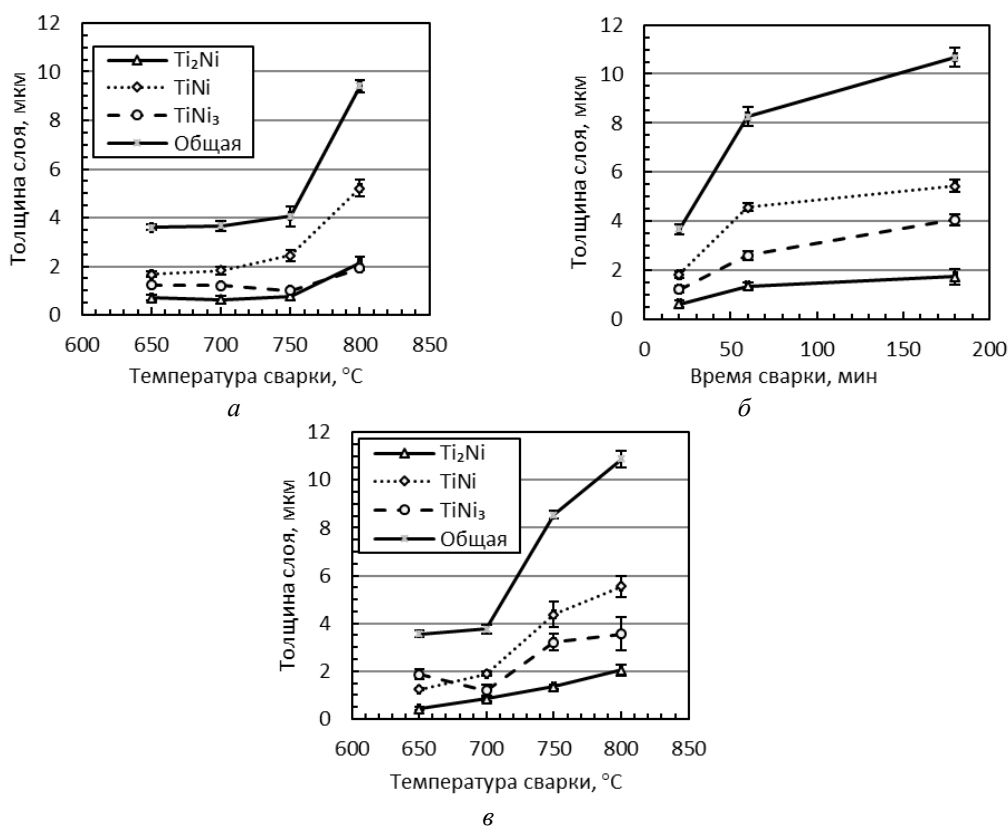 12
10
8
6
4
2
0
Толщина слоя, мкм
Ti₂Ni
TiNi
TiNi₃
Общая
600 650 700 750 800 850
Температура сварки, °C
а
12
10
8
6
4
2
0
Толщина слоя, мкм
0 50 100 150 200
Время сварки, мин
б
12
10
8
6
4
2
0
Толщина слоя, мкм
Ti₂Ni
TiNi
TiNi₃
Общая
600 650 700 750 800 850
Температура сварки, °C
в